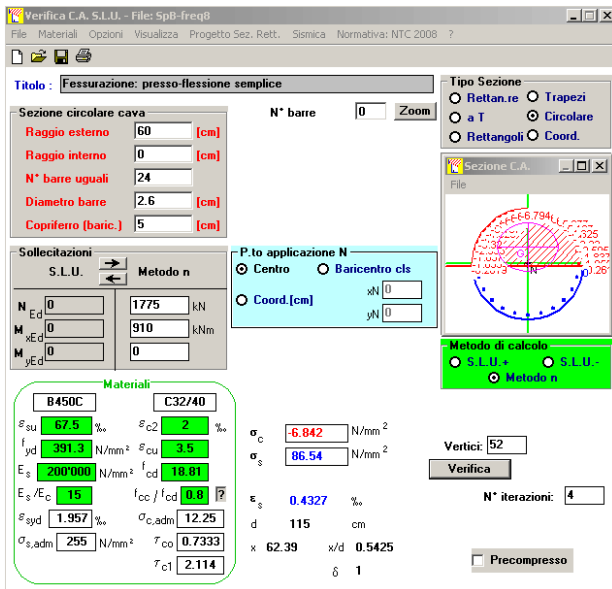 Verifica C.A. S.L.U. - File: SpB-freq8
File Materiali Opzioni Visualizza Progetto Sez. Rett. Sismica Normativa: NTC 2008 ?
Titolo : Fessurazione: presso-flessione semplice
Tipo Sezione
Rettan.re Trapezi
a T Circolare
Rettangoli Coord.
Sezione circolare cava
Raggio esterno 60 [cm]
Raggio interno 0 [cm]
N° barre uguali 24
Diametro barre 2.6 [cm]
Copriferro (baric.) 5 [cm]
N° barre 0 Zoom
Sezione C.A.
File
6.794
N
Sollecitazioni
S.L.U. Metodo n
N Ed 0 1775 kN
M xEd 0 910 kNm
M yEd 0 0
P.to applicazione N
Centro Baricentro cls
Coord.[cm] xN 0
yN 0
Metodo di calcolo
S.L.U.+ S.L.U.-
Metodo n
Materiali
B450C C32/40
εsu 67.5 ‰ εc2 2 ‰
fyd 391.3 N/mm² εcu 3.5
Es 200'000 N/mm² fcd 18.81
Es /Ec 15 fcc / fcd 0.8 ?
εsyd 1.957 ‰ σc,adm 12.25
σs,adm 255 N/mm² τco 0.7333
τc1 2.114
σc -6.842 N/mm²
σs 86.54 N/mm²
εs 0.4327 ‰
d 115 cm
x 62.39 x/d 0.5425
δ 1
Vertici: 52
Verifica
N° iterazioni: 4
Precompresso